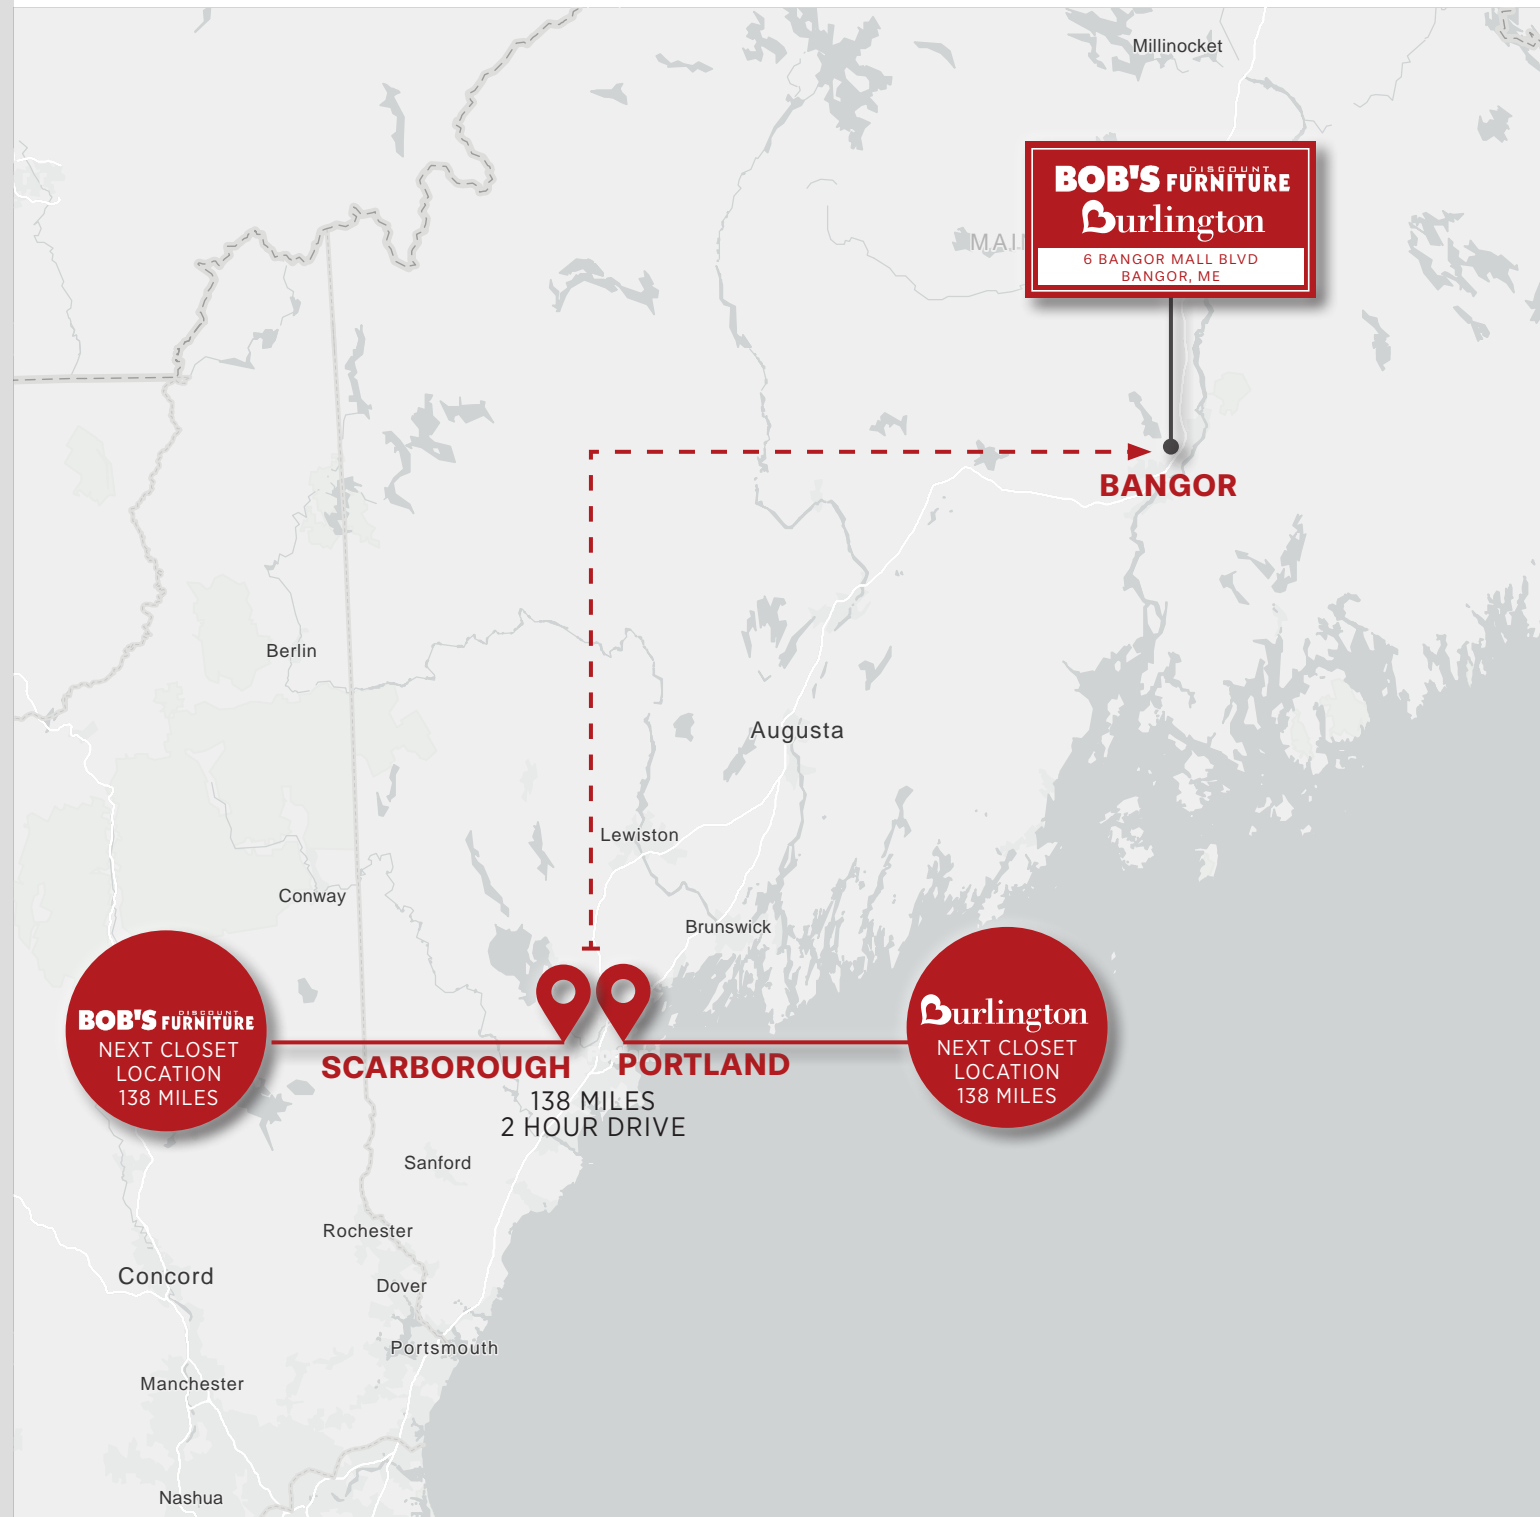 Millinocket
BOB'S DISCOUNT FURNITURE
Burlington
6 BANGOR MALL BLVD
BANGOR, ME
MAI
BANGOR
Berlin
Augusta
Lewiston
Conway
Brunswick
BOB'S DISCOUNT FURNITURE
NEXT CLOSET
LOCATION
138 MILES
Burlington
NEXT CLOSET
LOCATION
138 MILES
SCARBOROUGH
PORTLAND
138 MILES
2 HOUR DRIVE
Sanford
Rochester
Concord
Dover
Portsmouth
Manchester
Nashua